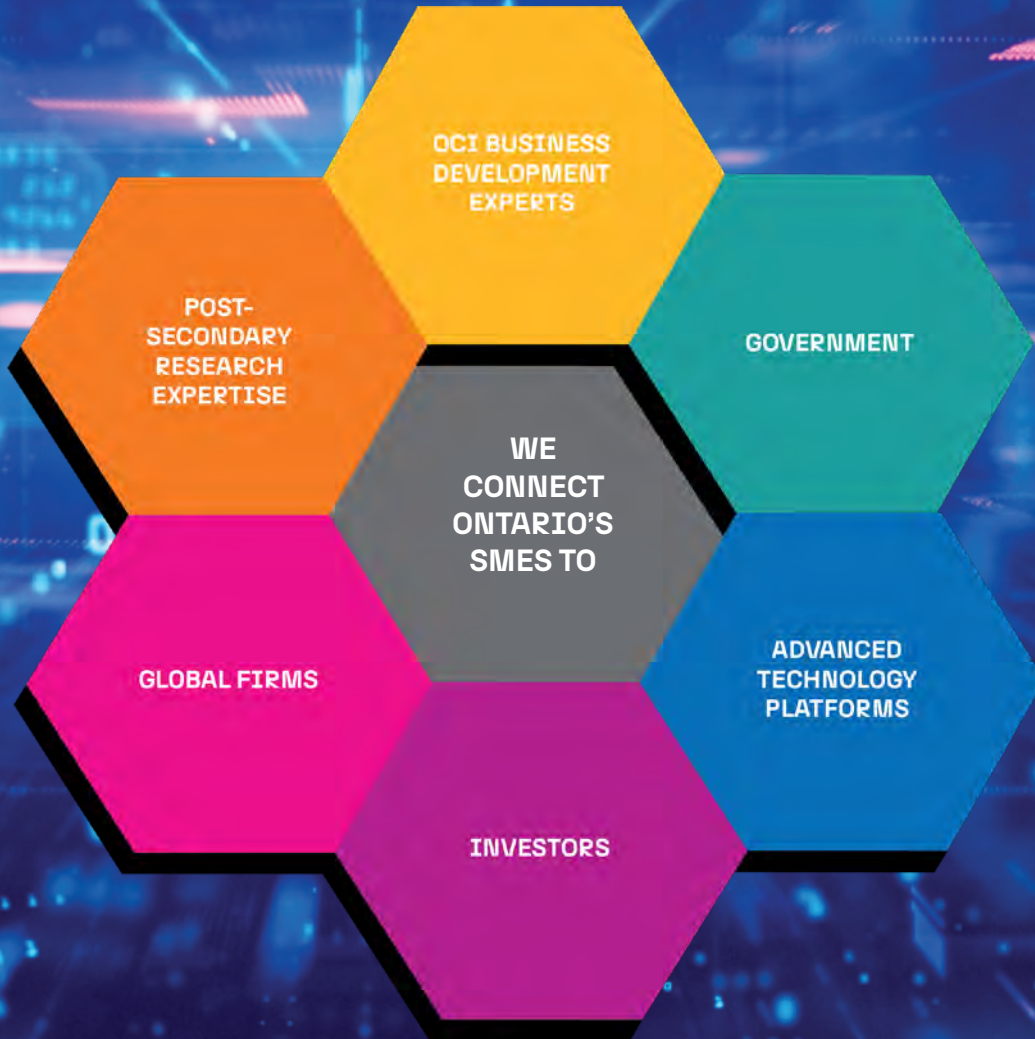 OCI BUSINESS
DEVELOPMENT
EXPERTS
POST-
SECONDARY
RESEARCH
EXPERTISE
GOVERNMENT
WE
CONNECT
ONTARIO'S
SMES TO
GLOBAL FIRMS
ADVANCED
TECHNOLOGY
PLATFORMS
INVESTORS